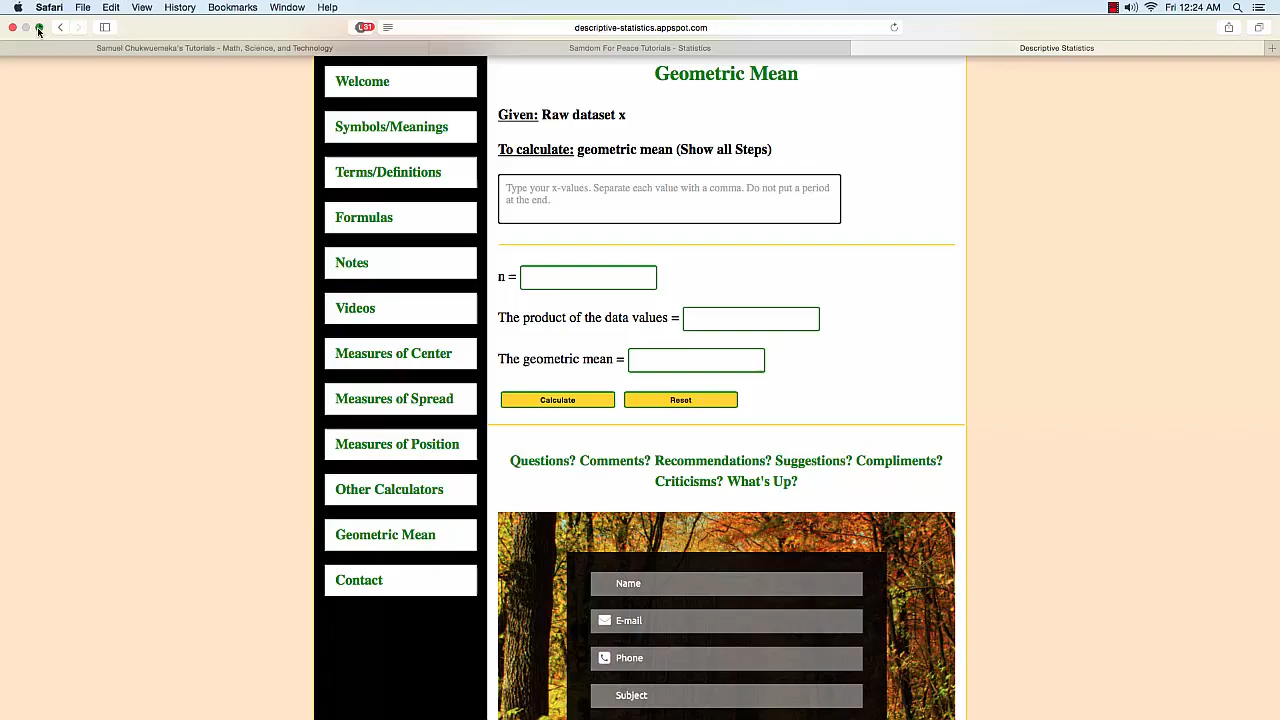 Safari File Edit View History Bookmarks Window Help
Fri 12:24 AM
31
descriptive-statistics.appspot.com
Samuel Chukwuemeka's Tutorials - Math, Science, and Technology
Samdom For Peace Tutorials - Statistics
Descriptive Statistics
Welcome
Symbols/Meanings
Terms/Definitions
Formulas
Notes
Videos
Measures of Center
Measures of Spread
Measures of Position
Other Calculators
Geometric Mean
Contact
Geometric Mean
Given: Raw dataset x
To calculate: geometric mean (Show all Steps)
Type your x-values. Separate each value with a comma. Do not put a period
at the end.
n =
The product of the data values =
The geometric mean =
Calculate Reset
Questions? Comments? Recommendations? Suggestions? Compliments?
Criticisms? What's Up?
Name
E-mail
Phone
Subject